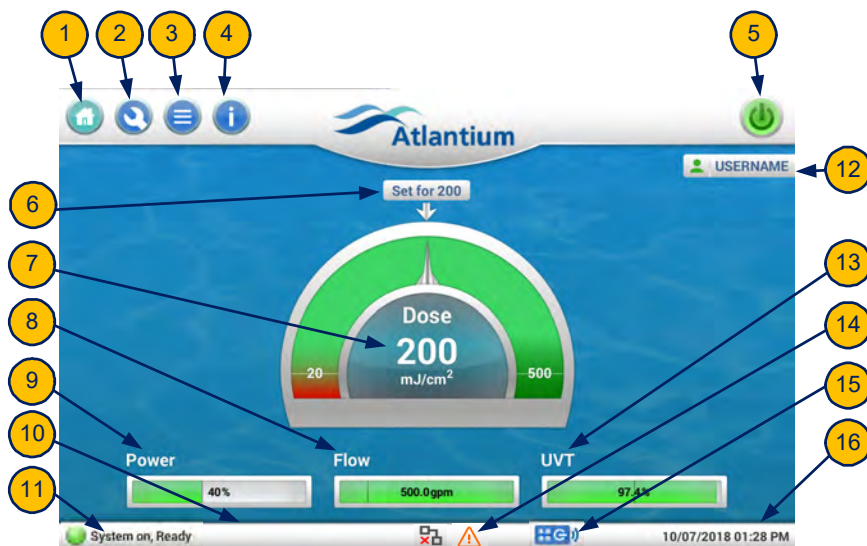 1 2 3 4 5
Atlantium
USERNAME
12
6
Set for 200
7
13
8
Dose
200
mJ/cm²
14
9
20
500
15
10
16
Power
Flow
UVT
11
40%
500.0gpm
97.4%
System on, Ready
10/07/2018 01:28 PM